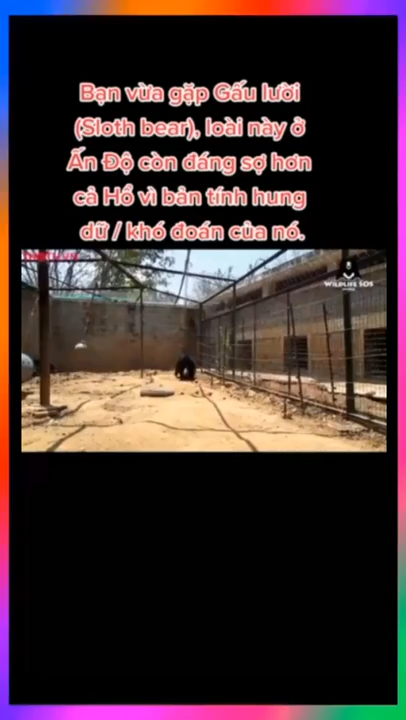 Bạn vừa gặp Gấu lười
(Sloth bear), loài này ở
Ấn Độ còn đáng sợ hơn
cả Hổ vì bản tính hung
dữ / khó đoán của nó.
WILDLIFE SOS